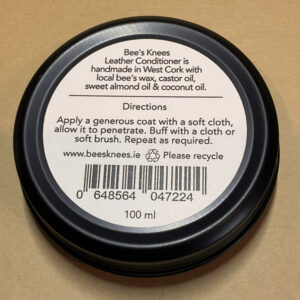 Bee's Knees
Leather Conditioner is
handmade in West Cork with
local bee's wax, castor oil,
sweet almond oil & coconut oil.
Directions
Apply a generous coat with a soft cloth,
allow it to penetrate. Buff with a cloth or
soft brush. Repeat as required.
www.beesknees.ie Please recycle
0 648564 047224
100 ml